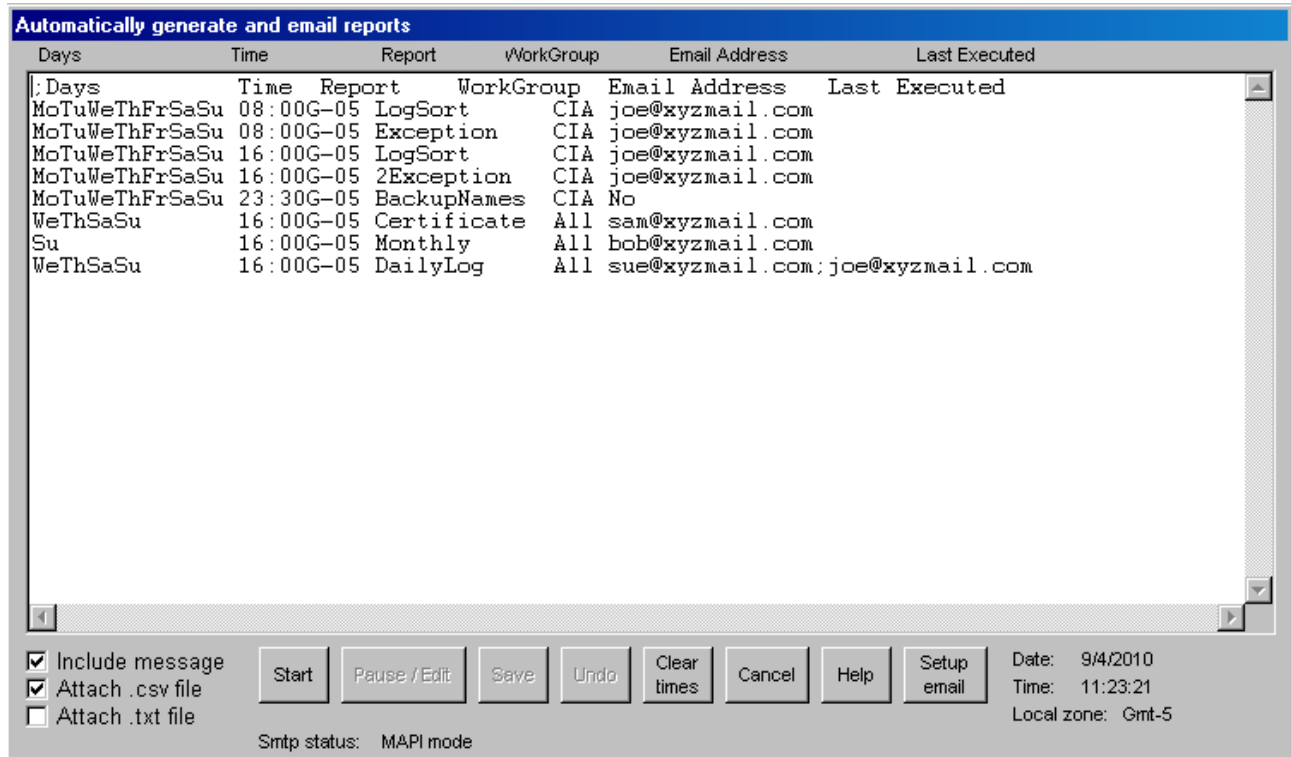 Automatically generate and email reports
Days Time Report WorkGroup Email Address Last Executed
;Days Time Report WorkGroup Email Address Last Executed
MoTuWeThFrSaSu 08:00G-05 LogSort CIA joe@xyzmail.com
MoTuWeThFrSaSu 08:00G-05 Exception CIA joe@xyzmail.com
MoTuWeThFrSaSu 16:00G-05 LogSort CIA joe@xyzmail.com
MoTuWeThFrSaSu 16:00G-05 2Exception CIA joe@xyzmail.com
MoTuWeThFrSaSu 23:30G-05 BackupNames CIA No
WeThSaSu 16:00G-05 Certificate All sam@xyzmail.com
Su 16:00G-05 Monthly All bob@xyzmail.com
WeThSaSu 16:00G-05 DailyLog All sue@xyzmail.com;joe@xyzmail.com
Include message
Attach .csv file
Attach .txt file
Start
Pause / Edit
Save
Undo
Clear
times
Cancel
Help
Setup
email
Date: 9/4/2010
Time: 11:23:21
Local zone: Gmt-5
Smtp status: MAPI mode